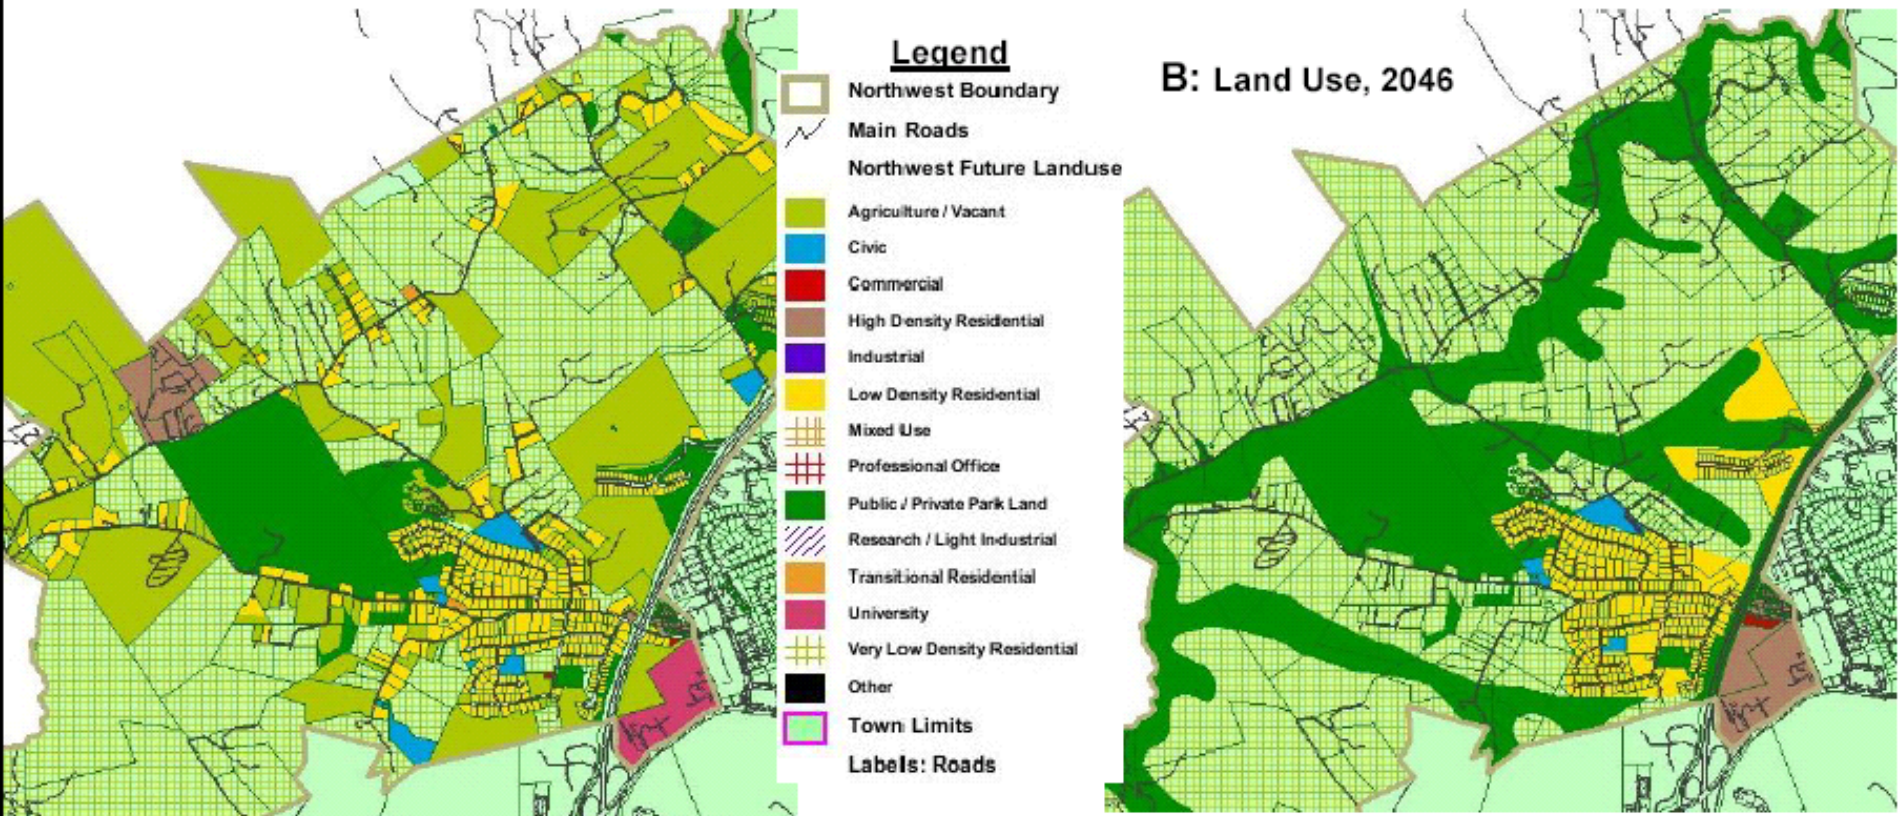 Legend
Northwest Boundary
Main Roads
Northwest Future Landuse
Agriculture / Vacant
Civic
Commercial
High Density Residential
Industrial
Low Density Residential
Mixed Use
Professional Office
Public / Private Park Land
Research / Light Industrial
Transitional Residential
University
Very Low Density Residential
Other
Town Limits
Labels: Roads
B: Land Use, 2046